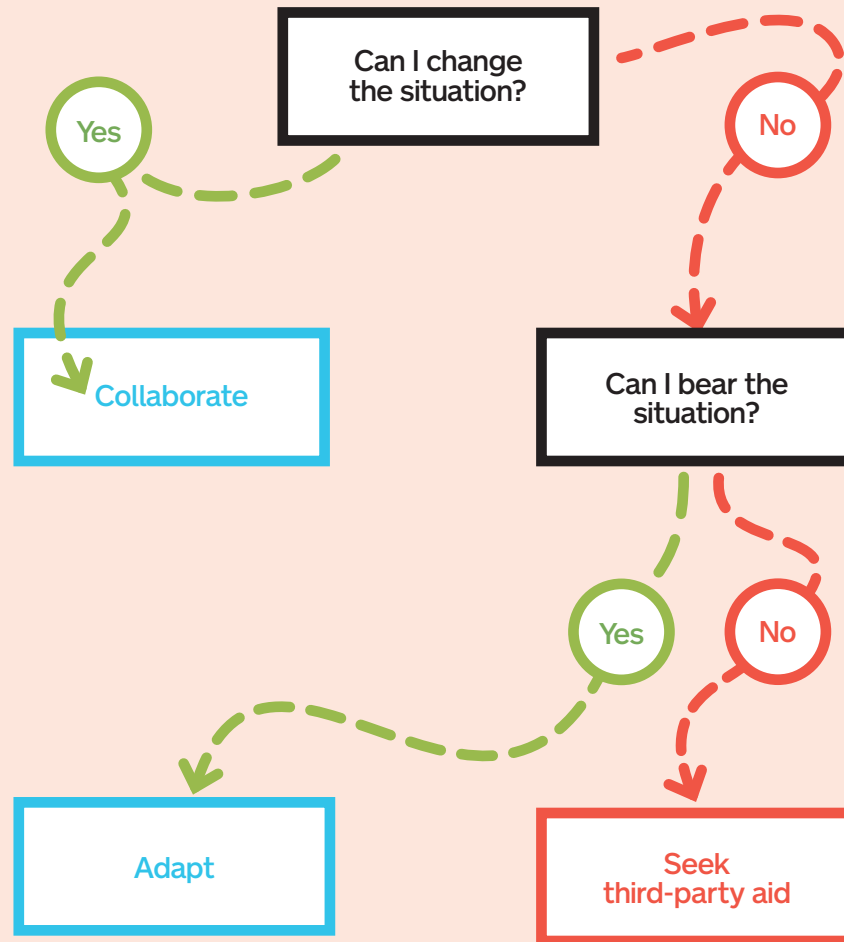 Can I change
the situation?
Yes
No
Collaborate
Can I bear the
situation?
Yes
No
Adapt
Seek
third-party aid